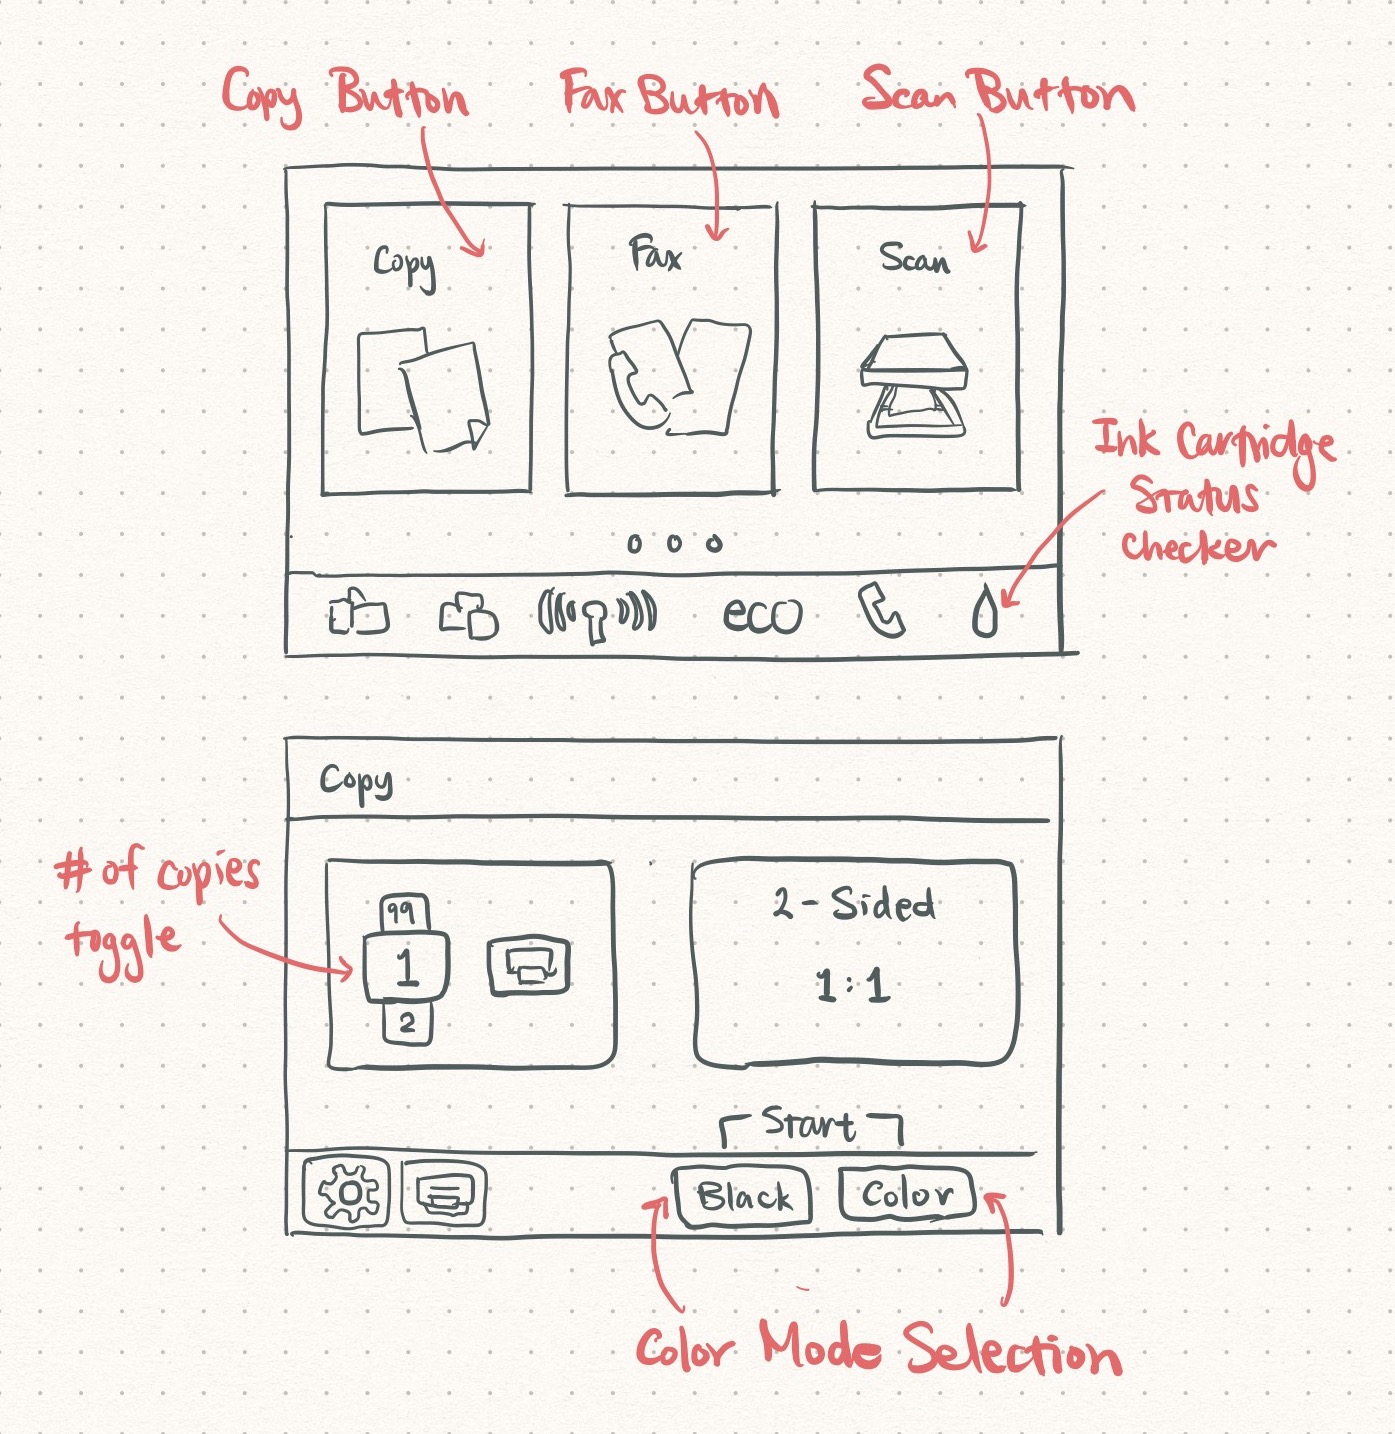 Copy Button
Fax Button
Scan Button
Copy
Fax
Scan
Ink Cartridge
Status
Checker
eco
Copy
# of copies
toggle
99
1
2
2-Sided
1:1
Start
Black
Color
Color Mode Selection